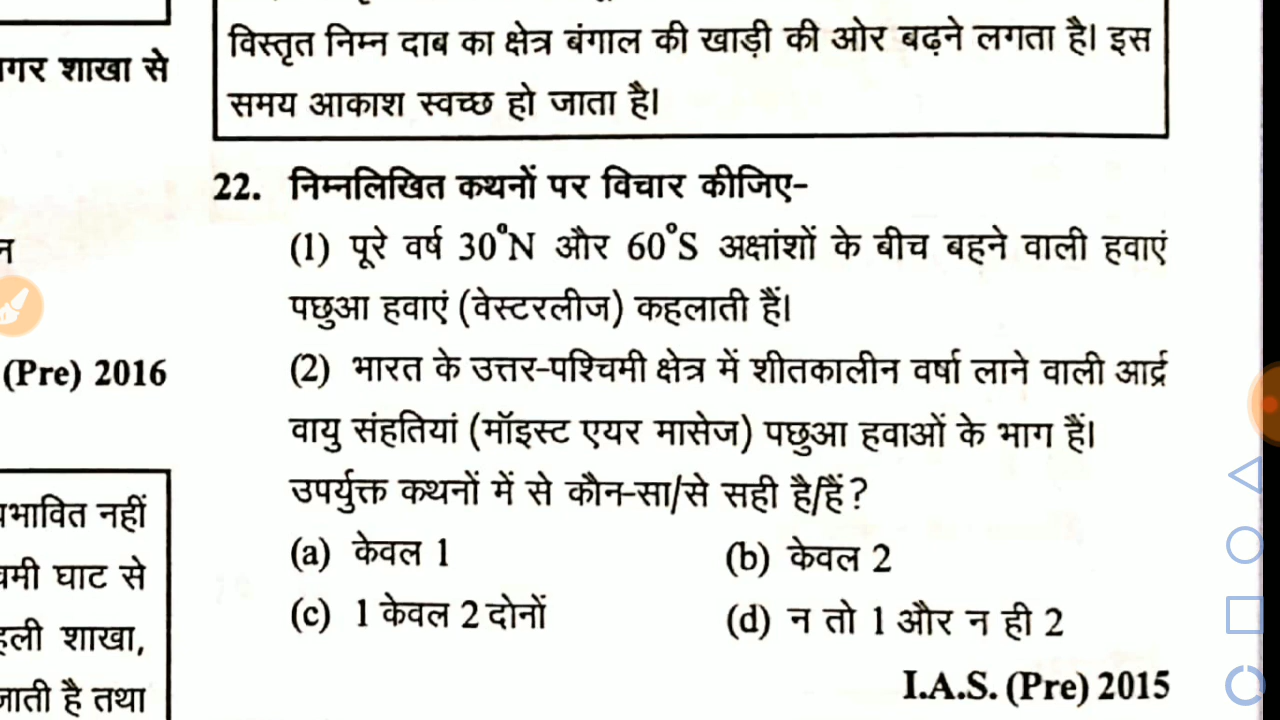 विस्तृत निम्न दाब का क्षेत्र बंगाल की खाड़ी की ओर बढ़ने लगता है। इस
समय आकाश स्वच्छ हो जाता है।
गर शाखा से
(Pre) 2016
भावित नहीं
मी घाट से
शाखा,
जाती है तथा
22. निम्नलिखित कथनों पर विचार कीजिए-
(1) पूरे वर्ष 30°N और 60°S अक्षांशों के बीच बहने वाली हवाएं
पछुआ हवाएं (वेस्टरलीज) कहलाती हैं।
(2) भारत के उत्तर-पश्चिमी क्षेत्र में शीतकालीन वर्षा लाने वाली आर्द्र
वायु संहतियां (मॉइस्ट एयर मासेज) पछुआ हवाओं के भाग हैं।
उपर्युक्त कथनों में से कौन-सा/से सही है/हैं?
(a) केवल 1
(b) केवल 2
(c) 1 केवल 2 दोनों
(d) न तो 1 और न ही 2
I.A.S. (Pre) 2015